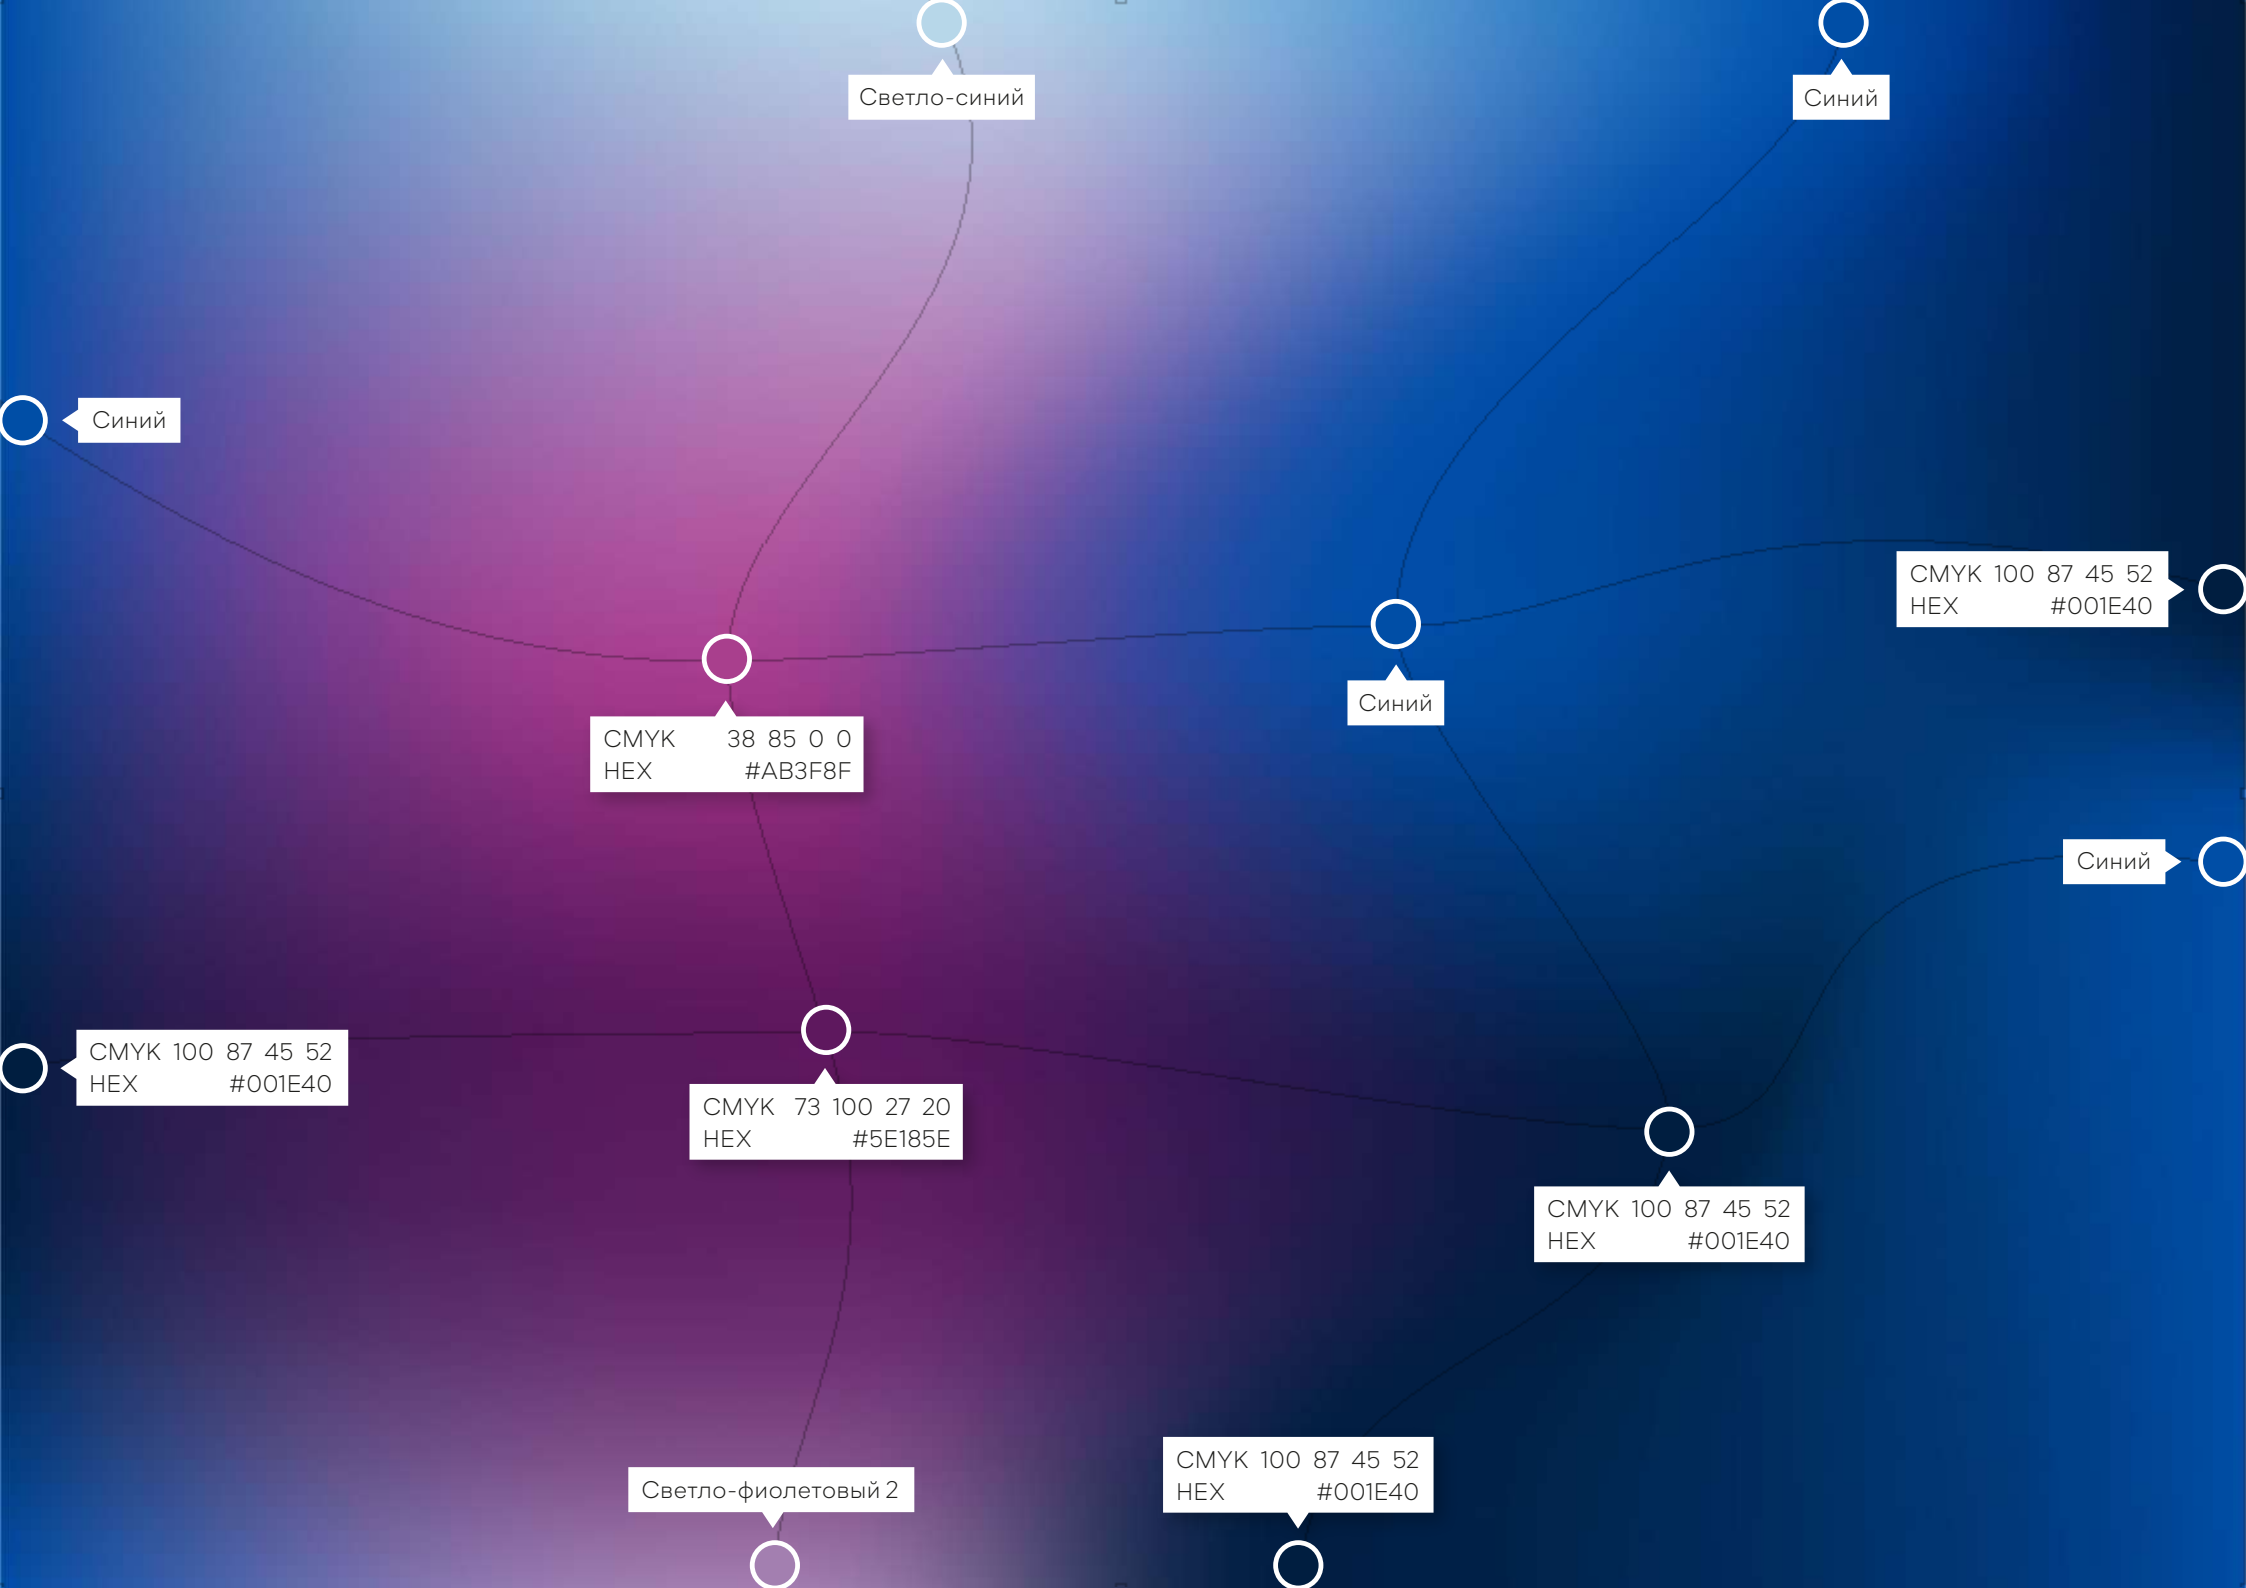 Светло-синий
Синий
Синий
CMYK 100 87 45 52
HEX #001E40
Синий
CMYK 38 85 0 0
HEX #AB3F8F
Синий
CMYK 100 87 45 52
HEX #001E40
CMYK 73 100 27 20
HEX #5E185E
CMYK 100 87 45 52
HEX #001E40
CMYK 100 87 45 52
HEX #001E40
Светло-фиолетовый 2